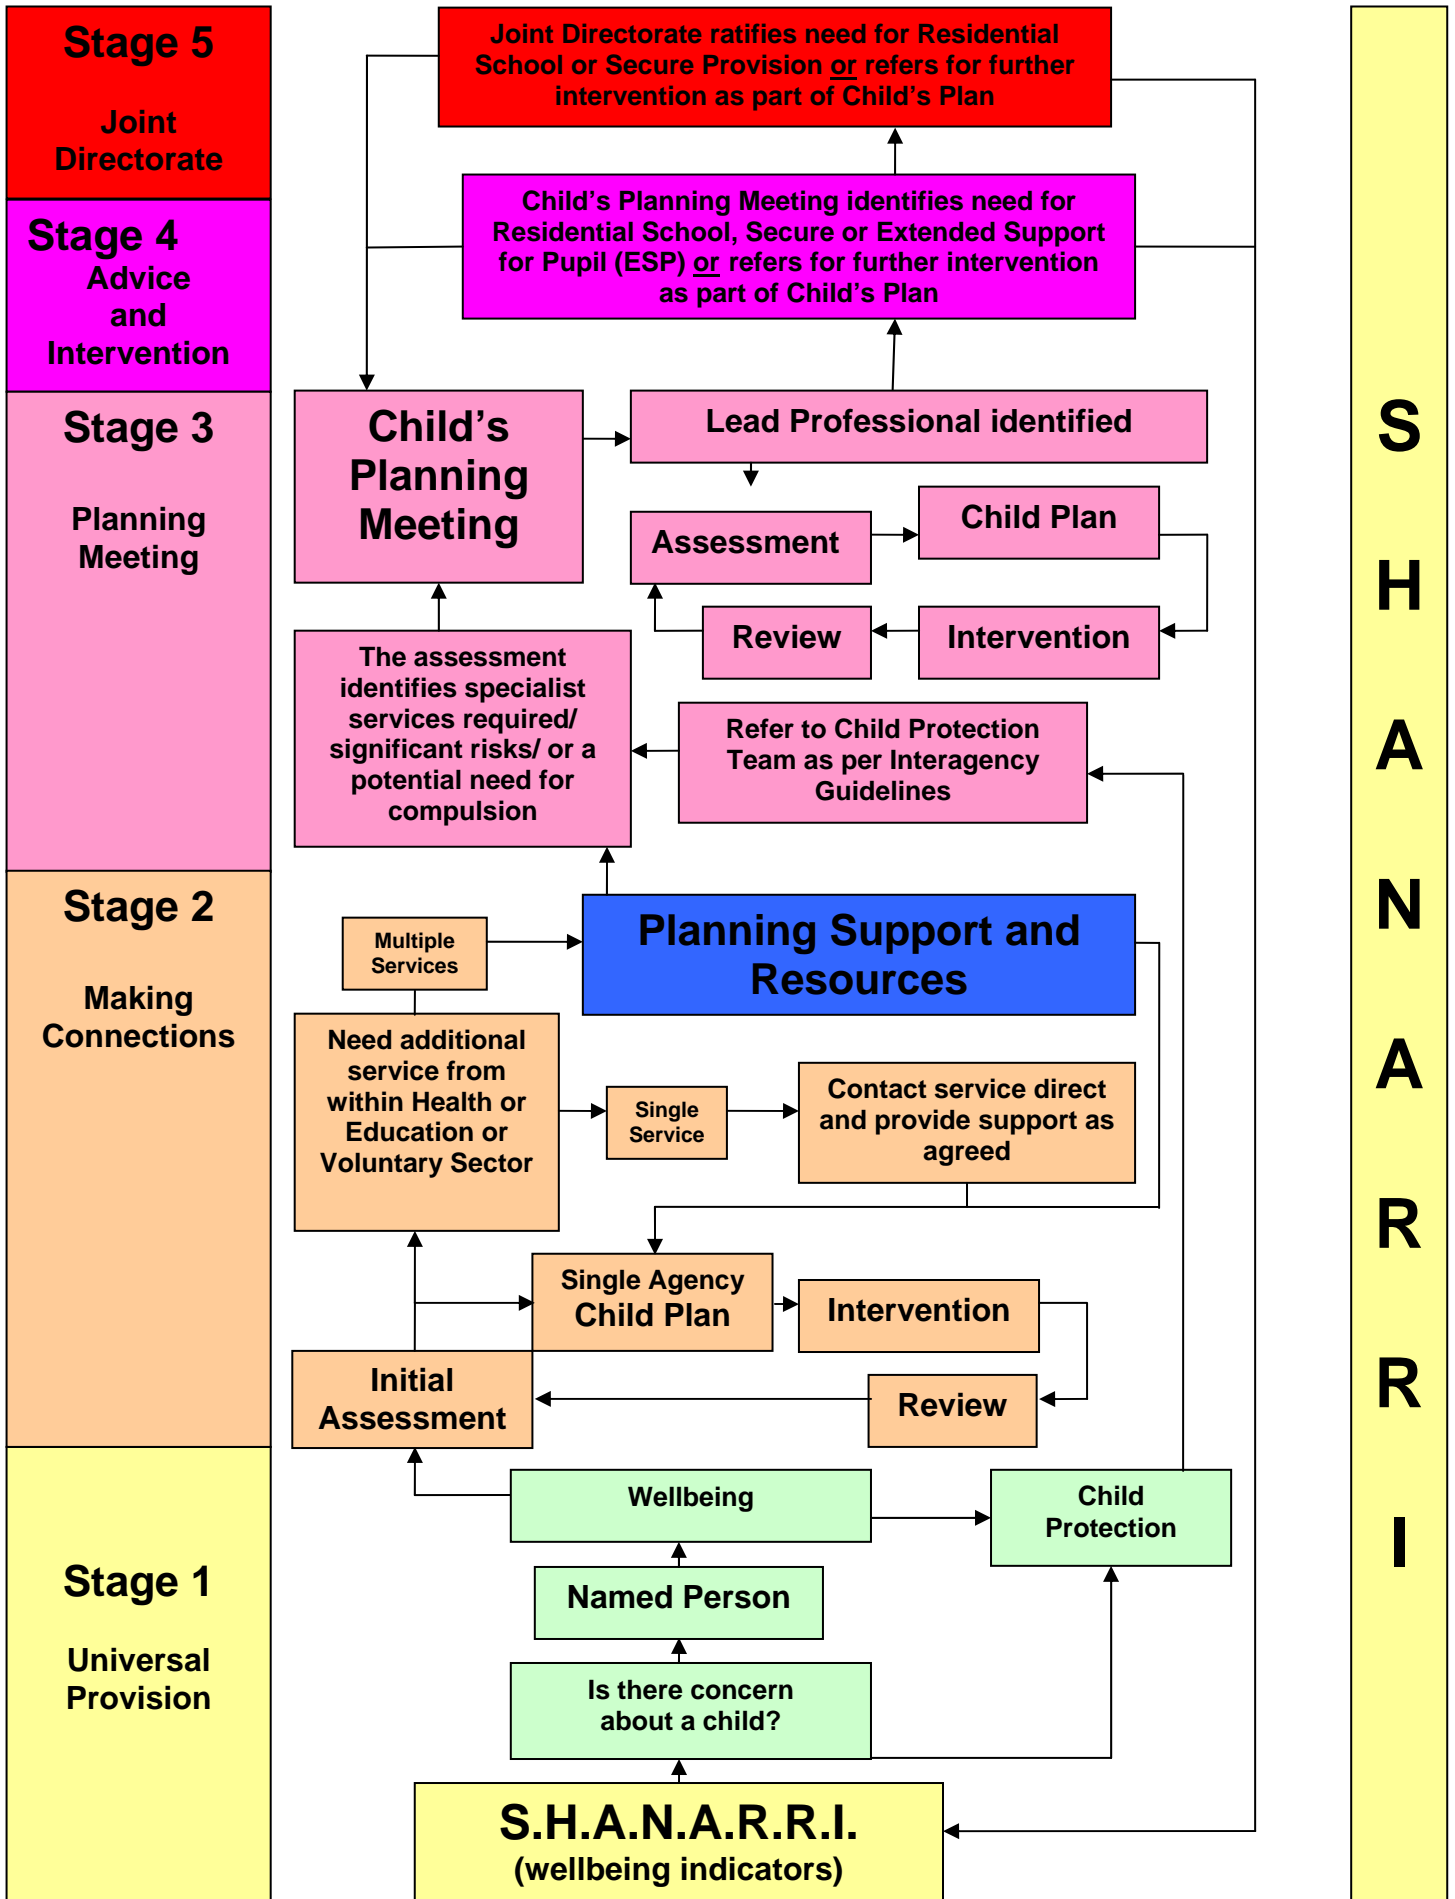 Stage 5
Joint
Directorate
Joint Directorate ratifies need for Residential
School or Secure Provision or refers for further
intervention as part of Child's Plan
Stage 4
Advice
and
Intervention
Child's Planning Meeting identifies need for
Residential School, Secure or Extended Support
for Pupil (ESP) or refers for further intervention
as part of Child's Plan
Stage 3
Planning
Meeting
Child's
Planning
Meeting
Lead Professional identified
Assessment
Child Plan
Review
Intervention
The assessment
identifies specialist
services required/
significant risks/ or a
potential need for
compulsion
Refer to Child Protection
Team as per Interagency
Guidelines
Stage 2
Making
Connections
Multiple
Services
Planning Support and
Resources
Need additional
service from
within Health or
Education or
Voluntary Sector
Single
Service
Contact service direct
and provide support as
agreed
Single Agency
Child Plan
Intervention
Initial
Assessment
Review
Stage 1
Universal
Provision
Wellbeing
Child
Protection
Named Person
Is there concern
about a child?
S.H.A.N.A.R.R.I.
(wellbeing indicators)
S
H
A
N
A
R
R
I